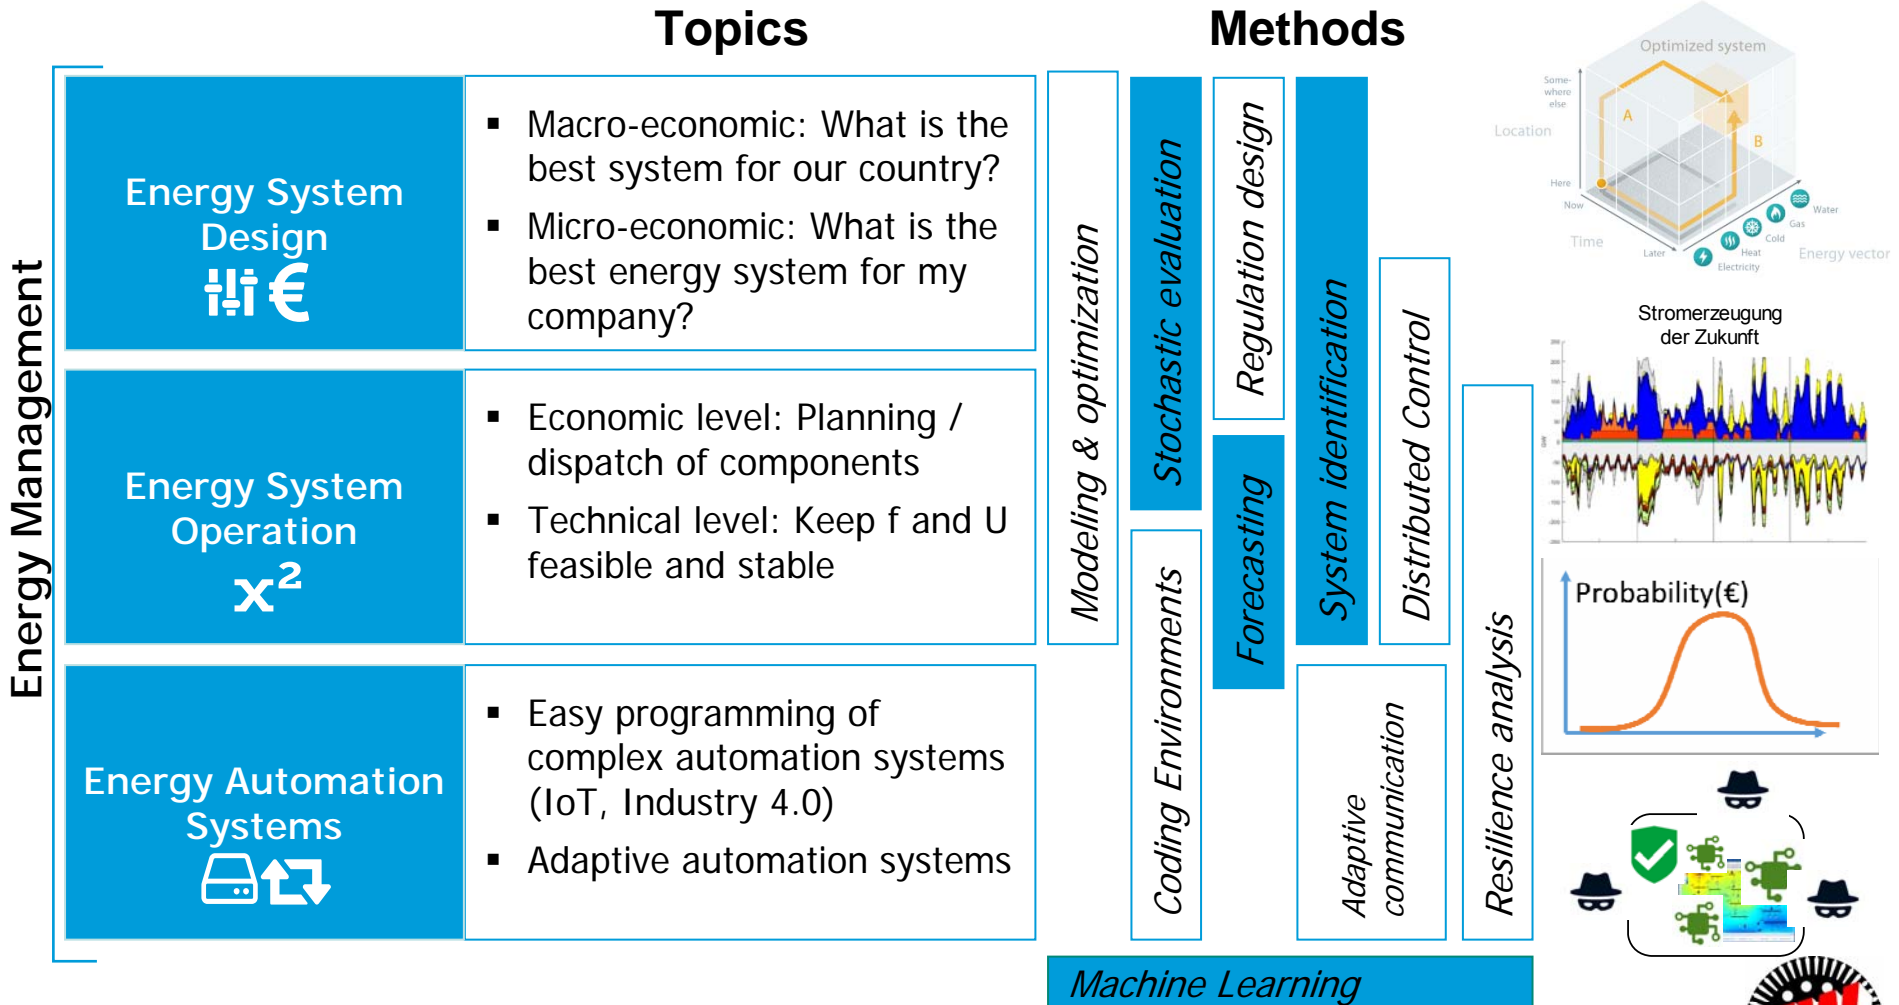 Topics
Methods
Energy Management
Energy System
Design
€
▪ Macro-economic: What is the
best system for our country?
▪ Micro-economic: What is the
best energy system for my
company?
Energy System
Operation
x²
▪ Economic level: Planning /
dispatch of components
▪ Technical level: Keep f and U
feasible and stable
Energy Automation
Systems
▪ Easy programming of
complex automation systems
(IoT, Industry 4.0)
▪ Adaptive automation systems
Modeling & optimization
Stochastic evaluation
Coding Environments
Regulation design
Forecasting
System identification
Distributed Control
Adaptive
communication
Resilience analysis
Machine Learning
Optimized system
Some-
where
else
Location
A
B
Here
Now
Time
Later
Water
Gas
Cold
Heat
Electricity
Energy vector
Stromerzeugung
der Zukunft
Probability(€)